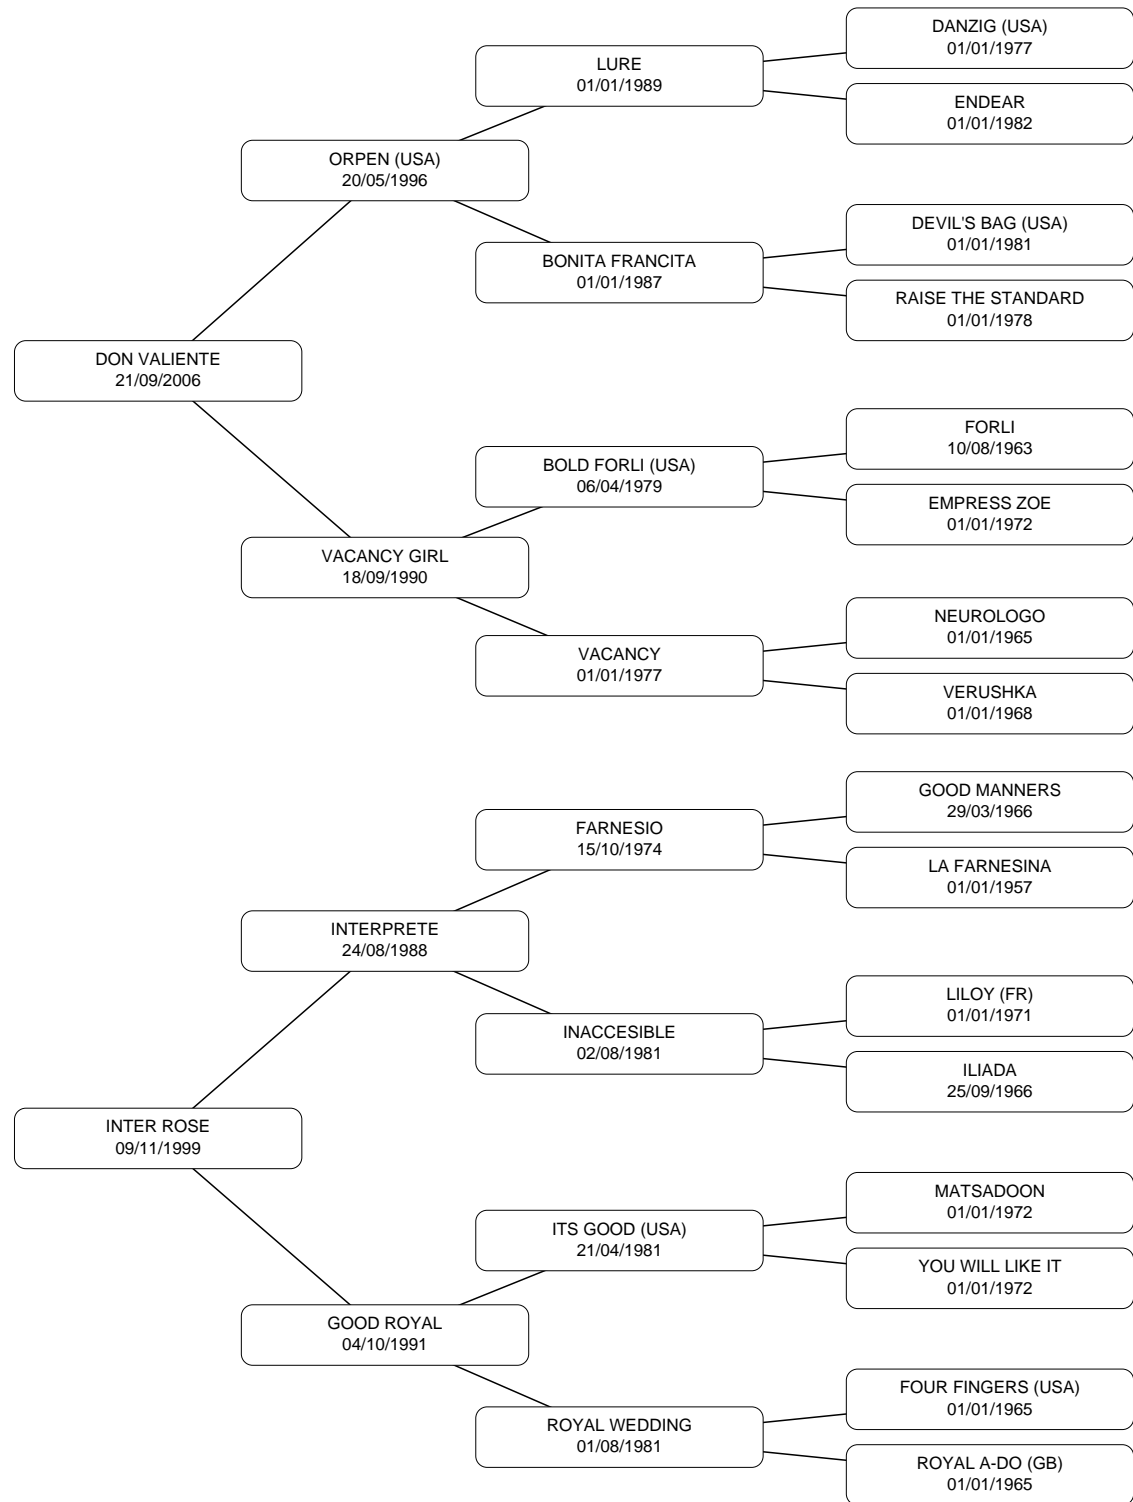 DANZIG (USA)
01/01/1977
LURE
01/01/1989
ENDEAR
01/01/1982
ORPEN (USA)
20/05/1996
DEVIL'S BAG (USA)
01/01/1981
BONITA FRANCITA
01/01/1987
RAISE THE STANDARD
01/01/1978
DON VALIENTE
21/09/2006
FORLI
10/08/1963
BOLD FORLI (USA)
06/04/1979
EMPRESS ZOE
01/01/1972
VACANCY GIRL
18/09/1990
NEUROLOGO
01/01/1965
VACANCY
01/01/1977
VERUSHKA
01/01/1968
GOOD MANNERS
29/03/1966
FARNESIO
15/10/1974
LA FARNESINA
01/01/1957
INTERPRETE
24/08/1988
LILOY (FR)
01/01/1971
INACCESIBLE
02/08/1981
ILIADA
25/09/1966
INTER ROSE
09/11/1999
MATSADOON
01/01/1972
ITS GOOD (USA)
21/04/1981
YOU WILL LIKE IT
01/01/1972
GOOD ROYAL
04/10/1991
FOUR FINGERS (USA)
01/01/1965
ROYAL WEDDING
01/08/1981
ROYAL A-DO (GB)
01/01/1965